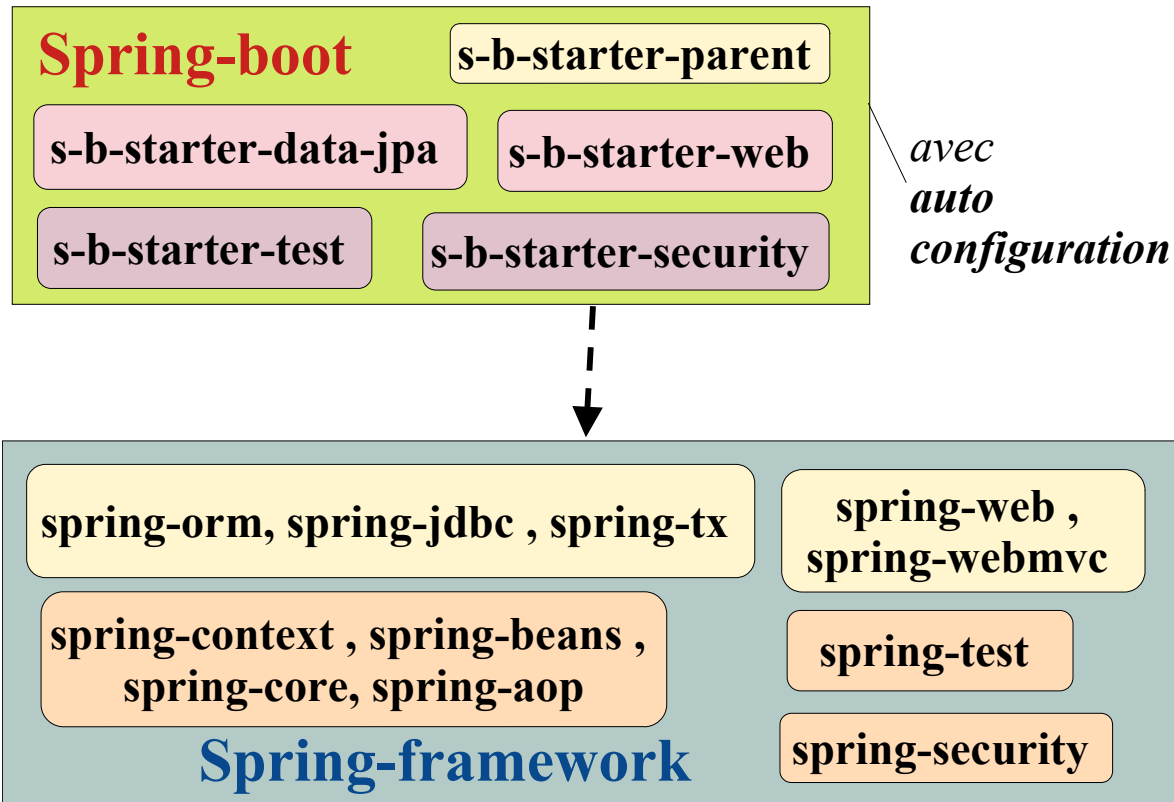 Spring-boot
s-b-starter-parent
s-b-starter-data-jpa
s-b-starter-web
s-b-starter-test
s-b-starter-security
avec
auto
configuration
spring-orm, spring-jdbc , spring-tx
spring-web ,
spring-webmvc
spring-context , spring-beans ,
spring-core, spring-aop
spring-test
spring-security
Spring-framework